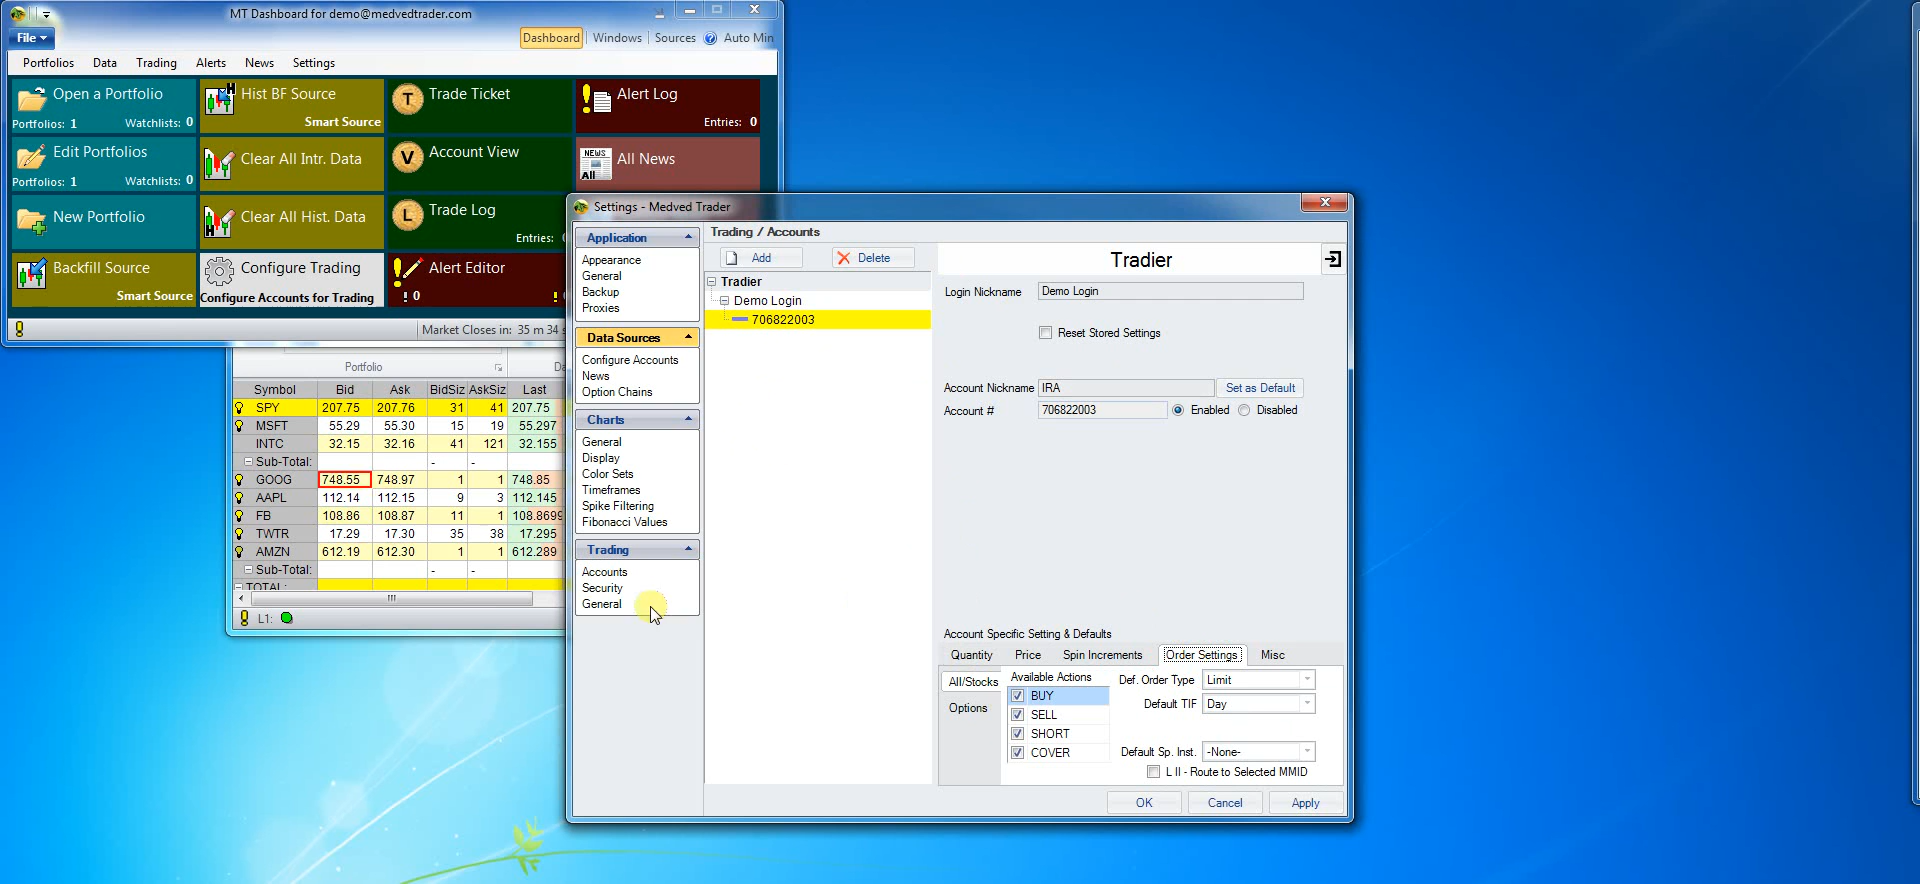 MT Dashboard for demo@medvedtrader.com
File
Dashboard Windows Sources Auto Min
Portfolios Data Trading Alerts News Settings
Open a Portfolio
Portfolios: 1 Watchlists: 0
Hist BF Source
Smart Source
Trade Ticket
Alert Log
Entries: 0
Edit Portfolios
Portfolios: 1 Watchlists: 0
Clear All Intr. Data
Account View
All News
New Portfolio
Clear All Hist. Data
Trade Log
Entries:
Backfill Source
Smart Source
Configure Trading
Configure Accounts for Trading
Alert Editor
0
Market Closes in: 35 m 34 s
Portfolio
Symbol Bid Ask BidSiz AskSiz Last
SPY 207.75 207.76 31 41 207.75
MSFT 55.29 55.30 15 19 55.297
INTC 32.15 32.16 41 121 32.155
Sub-Total: - -
GOOG 748.55 748.97 1 1 748.85
AAPL 112.14 112.15 9 3 112.145
FB 108.86 108.87 11 1 108.8699
TWTR 17.29 17.30 35 38 17.295
AMZN 612.19 612.30 1 1 612.289
Sub-Total: - -
TOTAL:
L1:
Settings - Medved Trader
Application
Appearance
General
Backup
Proxies
Data Sources
Configure Accounts
News
Option Chains
Charts
General
Display
Color Sets
Timeframes
Spike Filtering
Fibonacci Values
Trading
Accounts
Security
General
Trading / Accounts
Add Delete
Tradier
Demo Login
706822003
Tradier
Login Nickname Demo Login
Reset Stored Settings
Account Nickname IRA Set as Default
Account # 706822003 Enabled Disabled
Account Specific Setting & Defaults
Quantity Price Spin Increments Order Settings Misc
All/Stocks
Options
Available Actions
BUY
SELL
SHORT
COVER
Def. Order Type Limit
Default TIF Day
Default Sp. Inst. -None-
L II - Route to Selected MMID
OK Cancel Apply